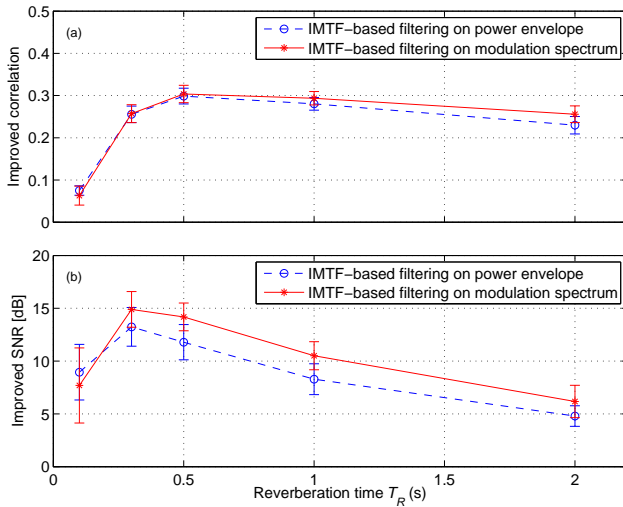 0.5
0.4
0.3
0.2
0.1
0
Improved correlation
(a)
IMTF−based filtering on power envelope
IMTF−based filtering on modulation spectrum
20
15
10
5
0
Improved SNR [dB]
(b)
IMTF−based filtering on power envelope
IMTF−based filtering on modulation spectrum
0 0.5 1 1.5 2
Reverberation time T_R (s)